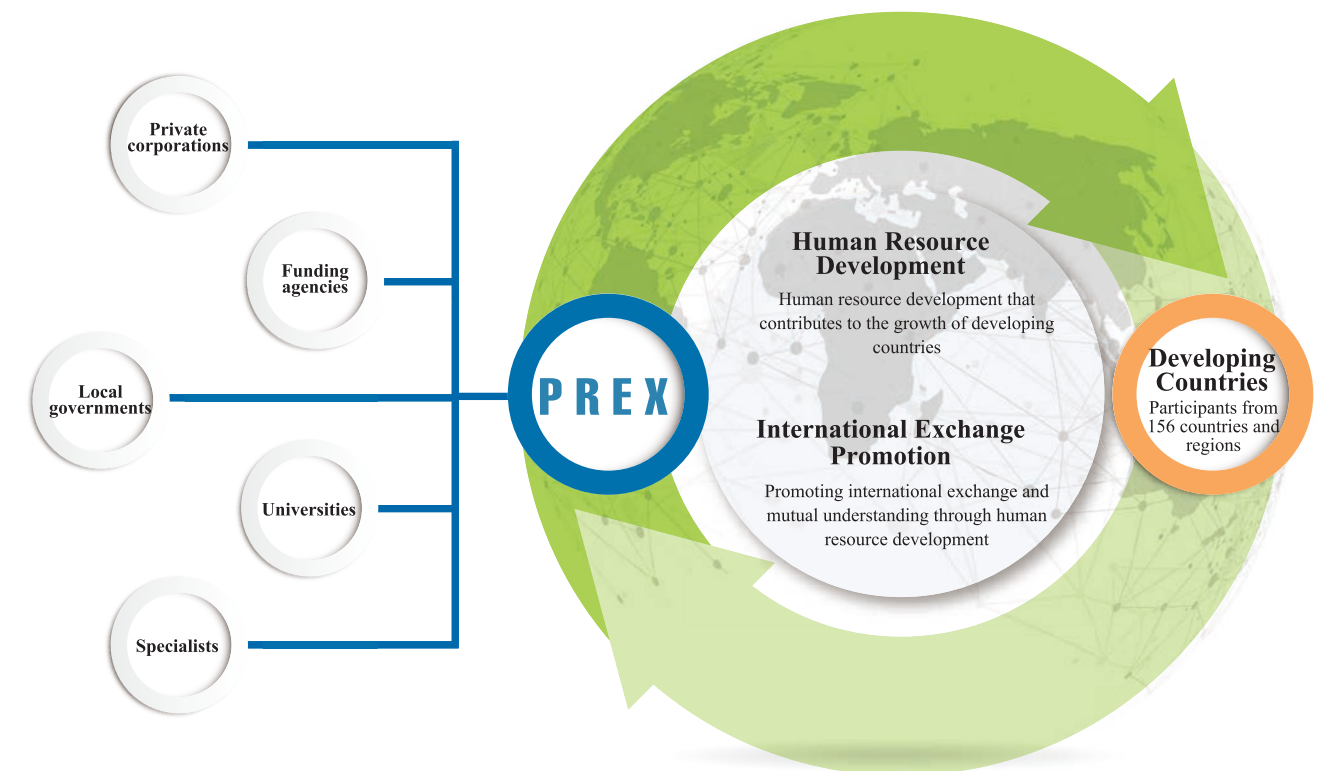 Private
corporations
Funding
agencies
Local
governments
Universities
Specialists
PREX
Human Resource
Development
Human resource development that
contributes to the growth of developing
countries
International Exchange
Promotion
Promoting international exchange and
mutual understanding through human
resource development
Developing
Countries
Participants from
156 countries and
regions